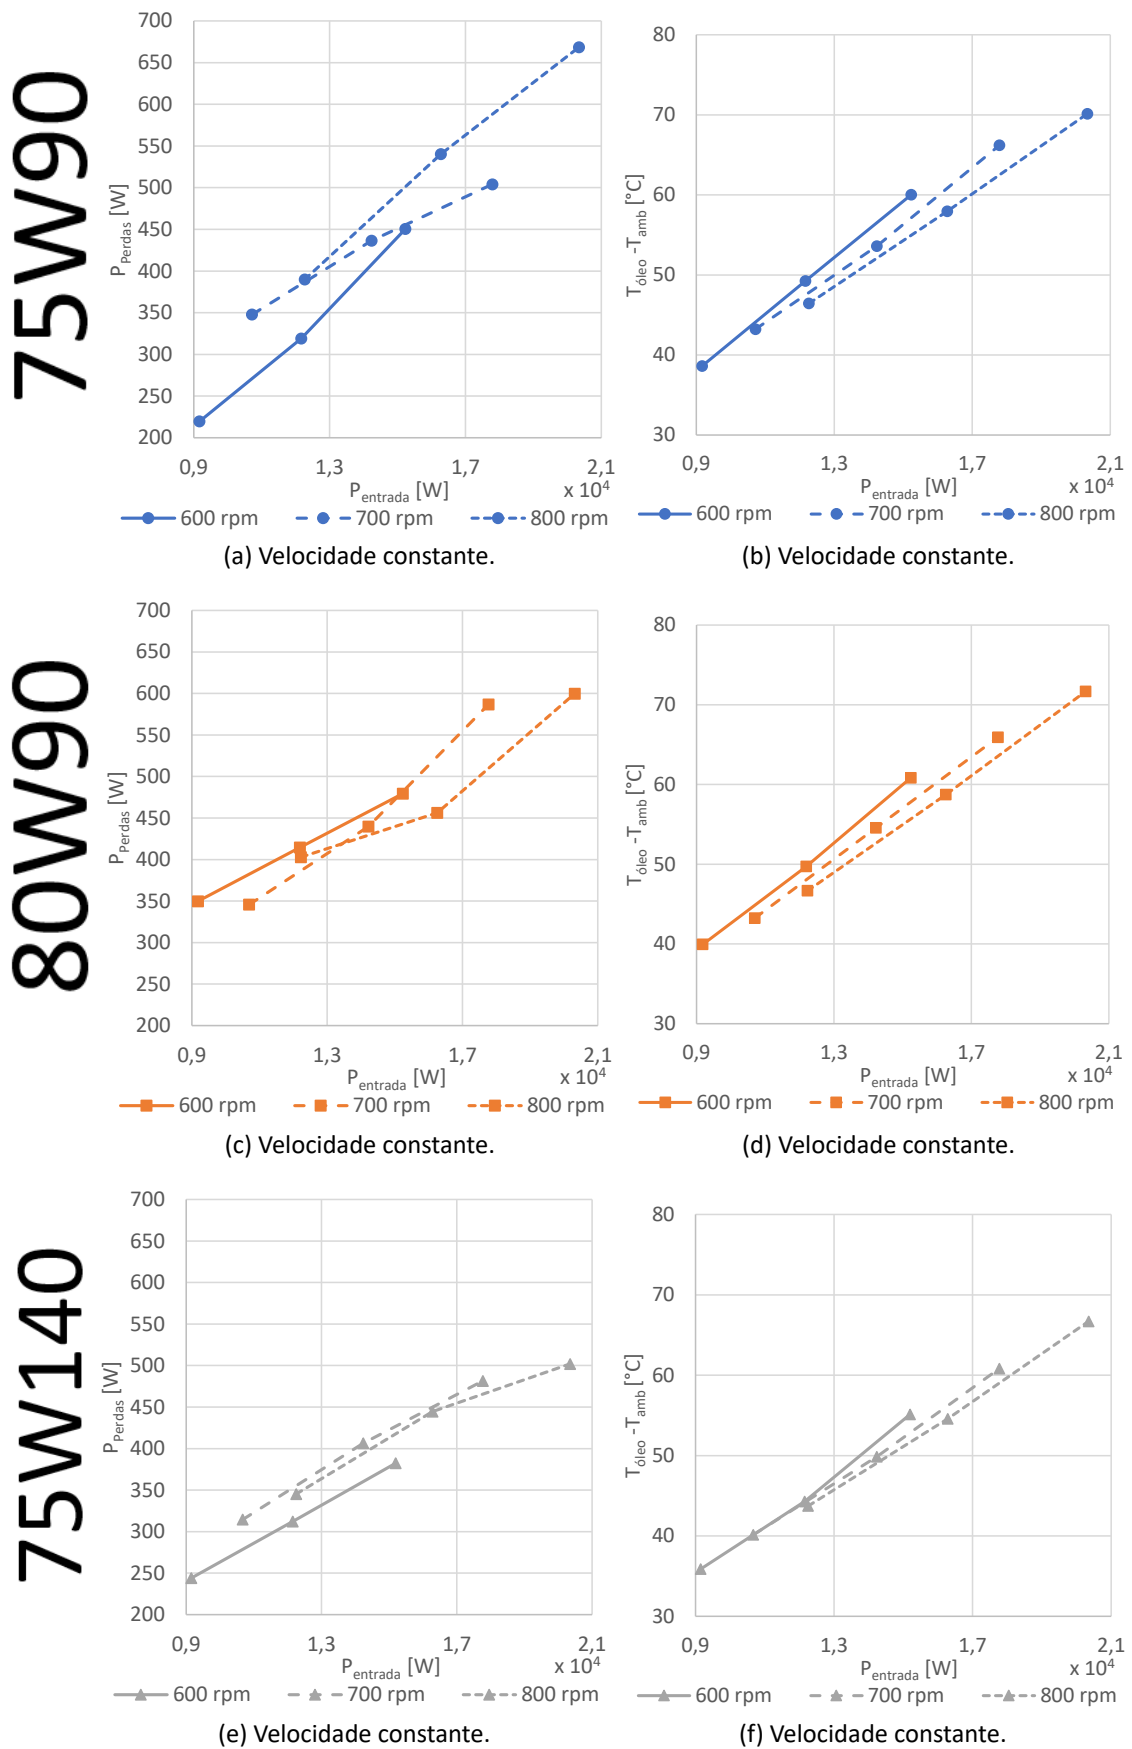 75W90
700
650
600
550
500
450
400
350
300
250
200
P_Perdas [W]
0,9 1,3 1,7 2,1
P_entrada [W] x 10^4
600 rpm 700 rpm 800 rpm
(a) Velocidade constante.
80
70
60
50
40
30
T_óleo -T_amb [°C]
0,9 1,3 1,7 2,1
P_entrada [W] x 10^4
600 rpm 700 rpm 800 rpm
(b) Velocidade constante.
80W90
700
650
600
550
500
450
400
350
300
250
200
P_Perdas [W]
0,9 1,3 1,7 2,1
P_entrada [W] x 10^4
600 rpm 700 rpm 800 rpm
(c) Velocidade constante.
80
70
60
50
40
30
T_óleo -T_amb [°C]
0,9 1,3 1,7 2,1
P_entrada [W] x 10^4
600 rpm 700 rpm 800 rpm
(d) Velocidade constante.
75W140
700
650
600
550
500
450
400
350
300
250
200
P_Perdas [W]
0,9 1,3 1,7 2,1
P_entrada [W] x 10^4
600 rpm 700 rpm 800 rpm
(e) Velocidade constante.
80
70
60
50
40
30
T_óleo -T_amb [°C]
0,9 1,3 1,7 2,1
P_entrada [W] x 10^4
600 rpm 700 rpm 800 rpm
(f) Velocidade constante.